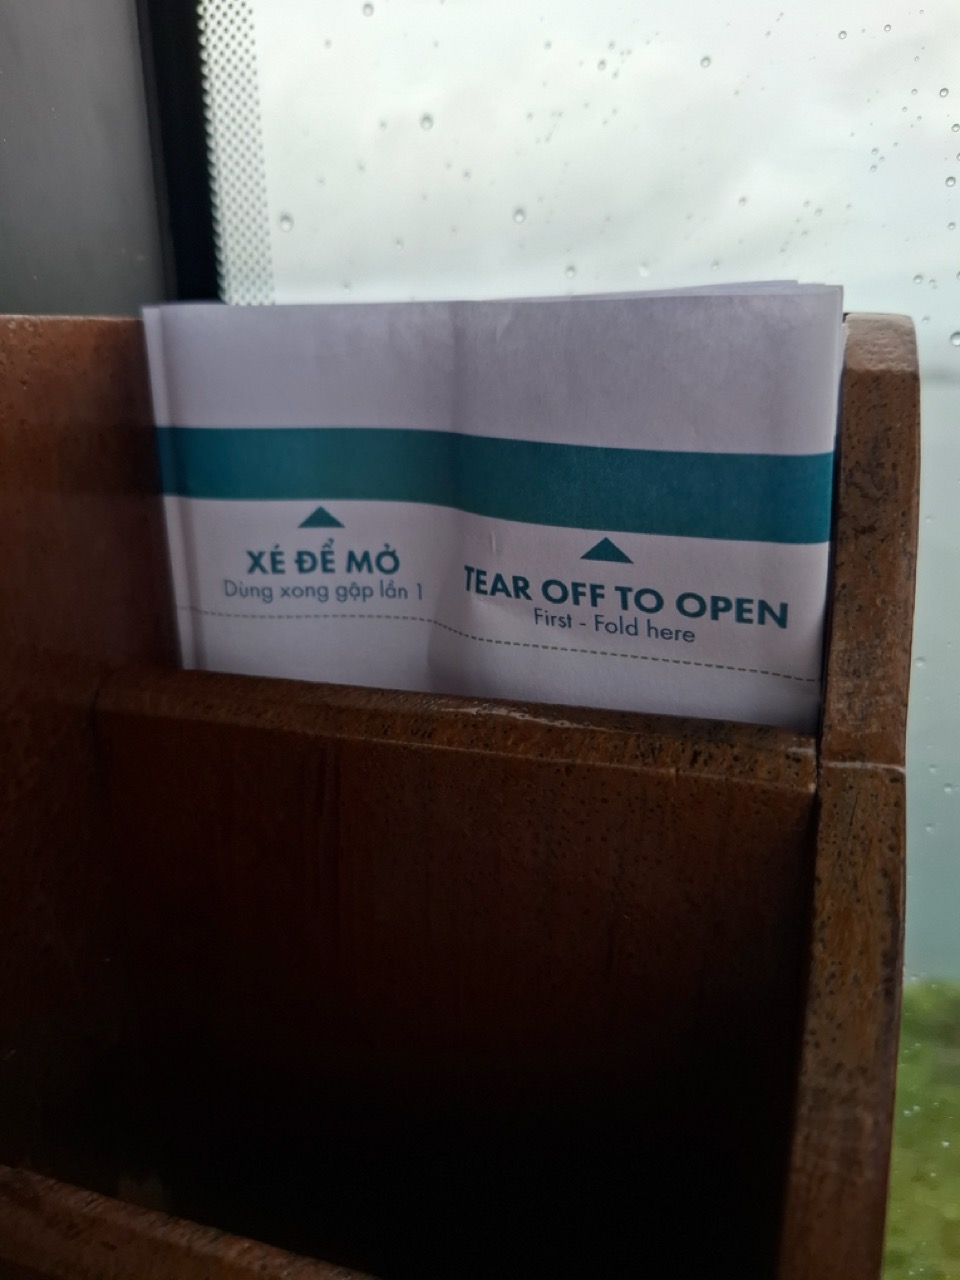 XÉ ĐỂ MỞ
Dùng xong gập lần 1
TEAR OFF TO OPEN
First - Fold here